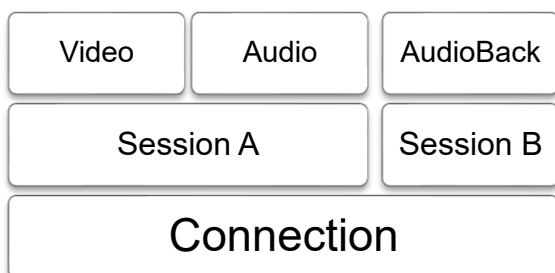 Video
Audio
AudioBack
Session A
Session B
Connection